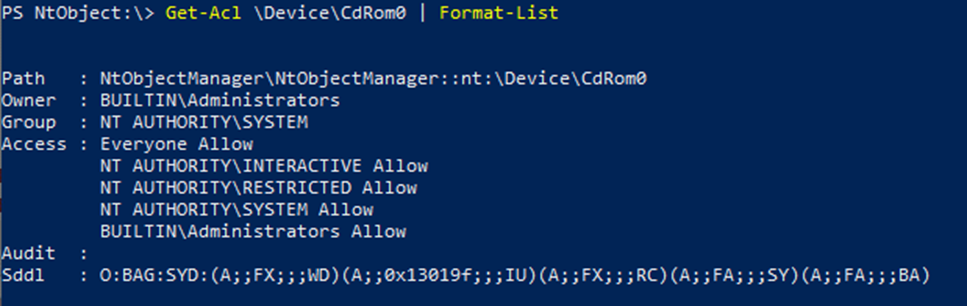 PS NtObject:\> Get-Acl \Device\CdRom0 | Format-List
Path   : NtObjectManager\NtObjectManager::nt:\Device\CdRom0
Owner  : BUILTIN\Administrators
Group  : NT AUTHORITY\SYSTEM
Access : Everyone Allow
         NT AUTHORITY\INTERACTIVE Allow
         NT AUTHORITY\RESTRICTED Allow
         NT AUTHORITY\SYSTEM Allow
         BUILTIN\Administrators Allow
Audit  :
Sddl   : O:BAG:SYD:(A;;FX;;;WD)(A;;0x13019f;;;IU)(A;;FX;;;RC)(A;;FA;;;SY)(A;;FA;;;BA)